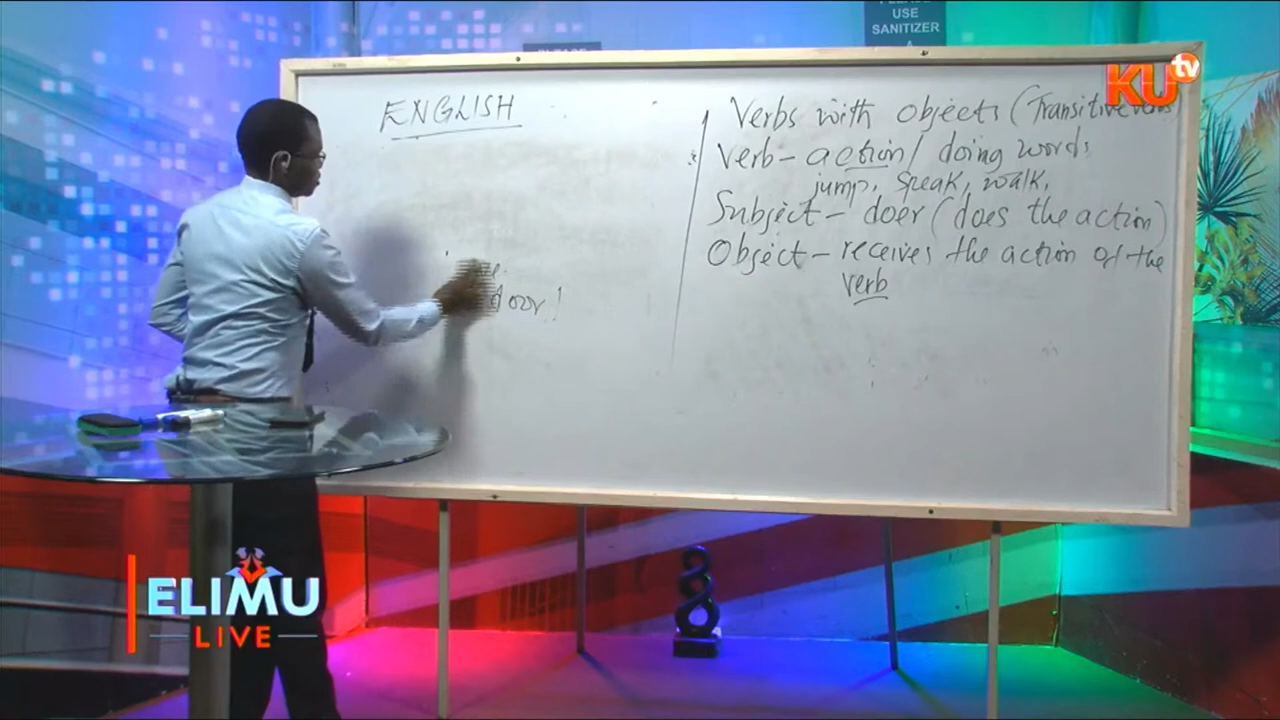 PLEASE
USE
SANITIZER
KU tv
ENGLISH
door!
Verbs with objects (Transitive verbs
Verb - action / doing words
jump, speak, walk,
Subject - doer (does the action)
Object - receives the action of the
verb
ELIMU
LIVE